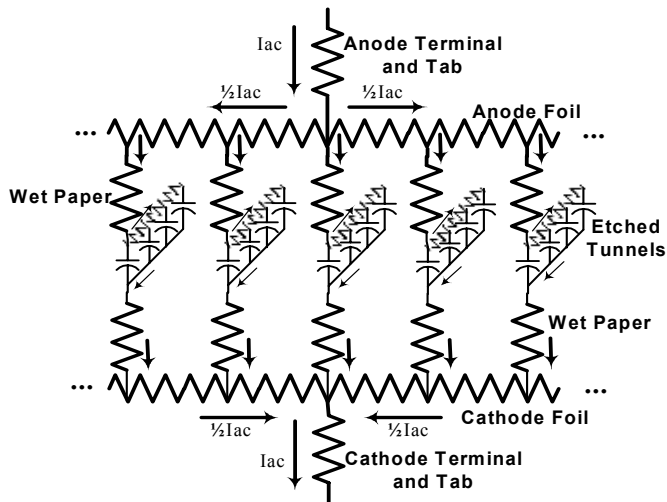 Iac
Anode Terminal
and Tab
½Iac
½Iac
Anode Foil
...
...
Wet Paper
Etched
Tunnels
Wet Paper
...
...
½Iac
½Iac
Cathode Foil
Iac
Cathode Terminal
and Tab